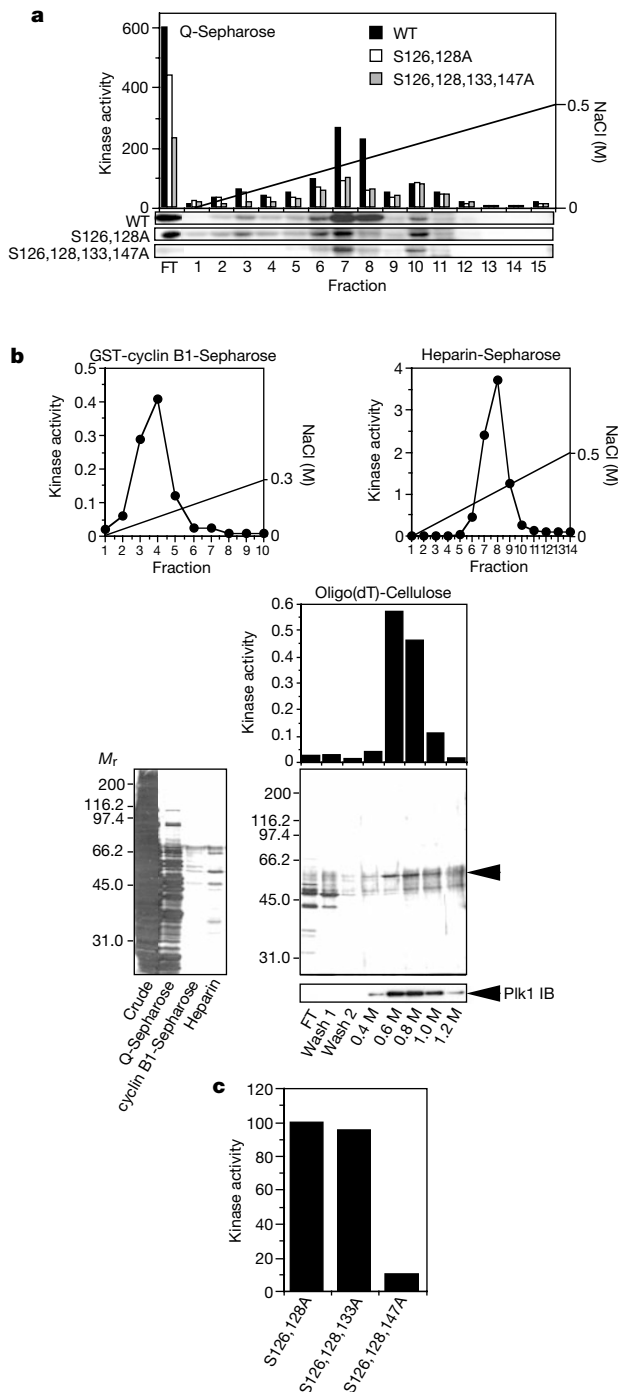 a
Q-Sepharose
WT
S126,128A
S126,128,133,147A
Kinase activity
600
400
200
0
NaCl (M)
0.5
0
WT
S126,128A
S126,128,133,147A
FT 1 2 3 4 5 6 7 8 9 10 11 12 13 14 15
Fraction
b
GST-cyclin B1-Sepharose
Kinase activity
0.5
0.4
0.3
0.2
0.1
0
NaCl (M)
0.3
0
1 2 3 4 5 6 7 8 9 10
Fraction
Heparin-Sepharose
Kinase activity
4
3
2
1
0
NaCl (M)
0.5
0
1 2 3 4 5 6 7 8 9 10 11 12 13 14
Fraction
Oligo(dT)-Cellulose
Kinase activity
0.6
0.5
0.4
0.3
0.2
0.1
0
Mr
200
116.2
97.4
66.2
45.0
31.0
Crude
Q-Sepharose
cyclin B1-Sepharose
Heparin
200
116.2
97.4
66.2
45.0
31.0
Plk1 IB
FT
Wash 1
Wash 2
0.4 M
0.6 M
0.8 M
1.0 M
1.2 M
c
Kinase activity
120
100
80
60
40
20
0
S126,128A
S126,128,133A
S126,128,147A